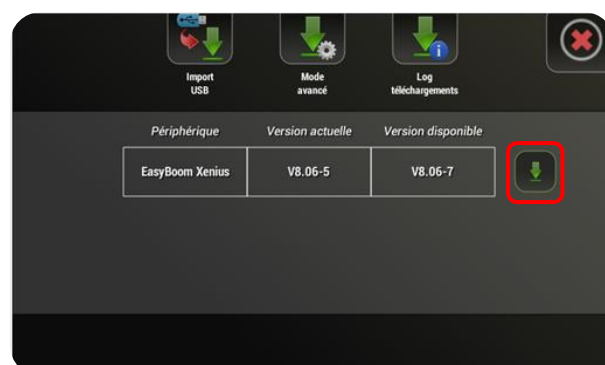 Import
USB
Mode
avancé
Log
téléchargements
Périphérique Version actuelle Version disponible
EasyBoom Xenius V8.06-5 V8.06-7